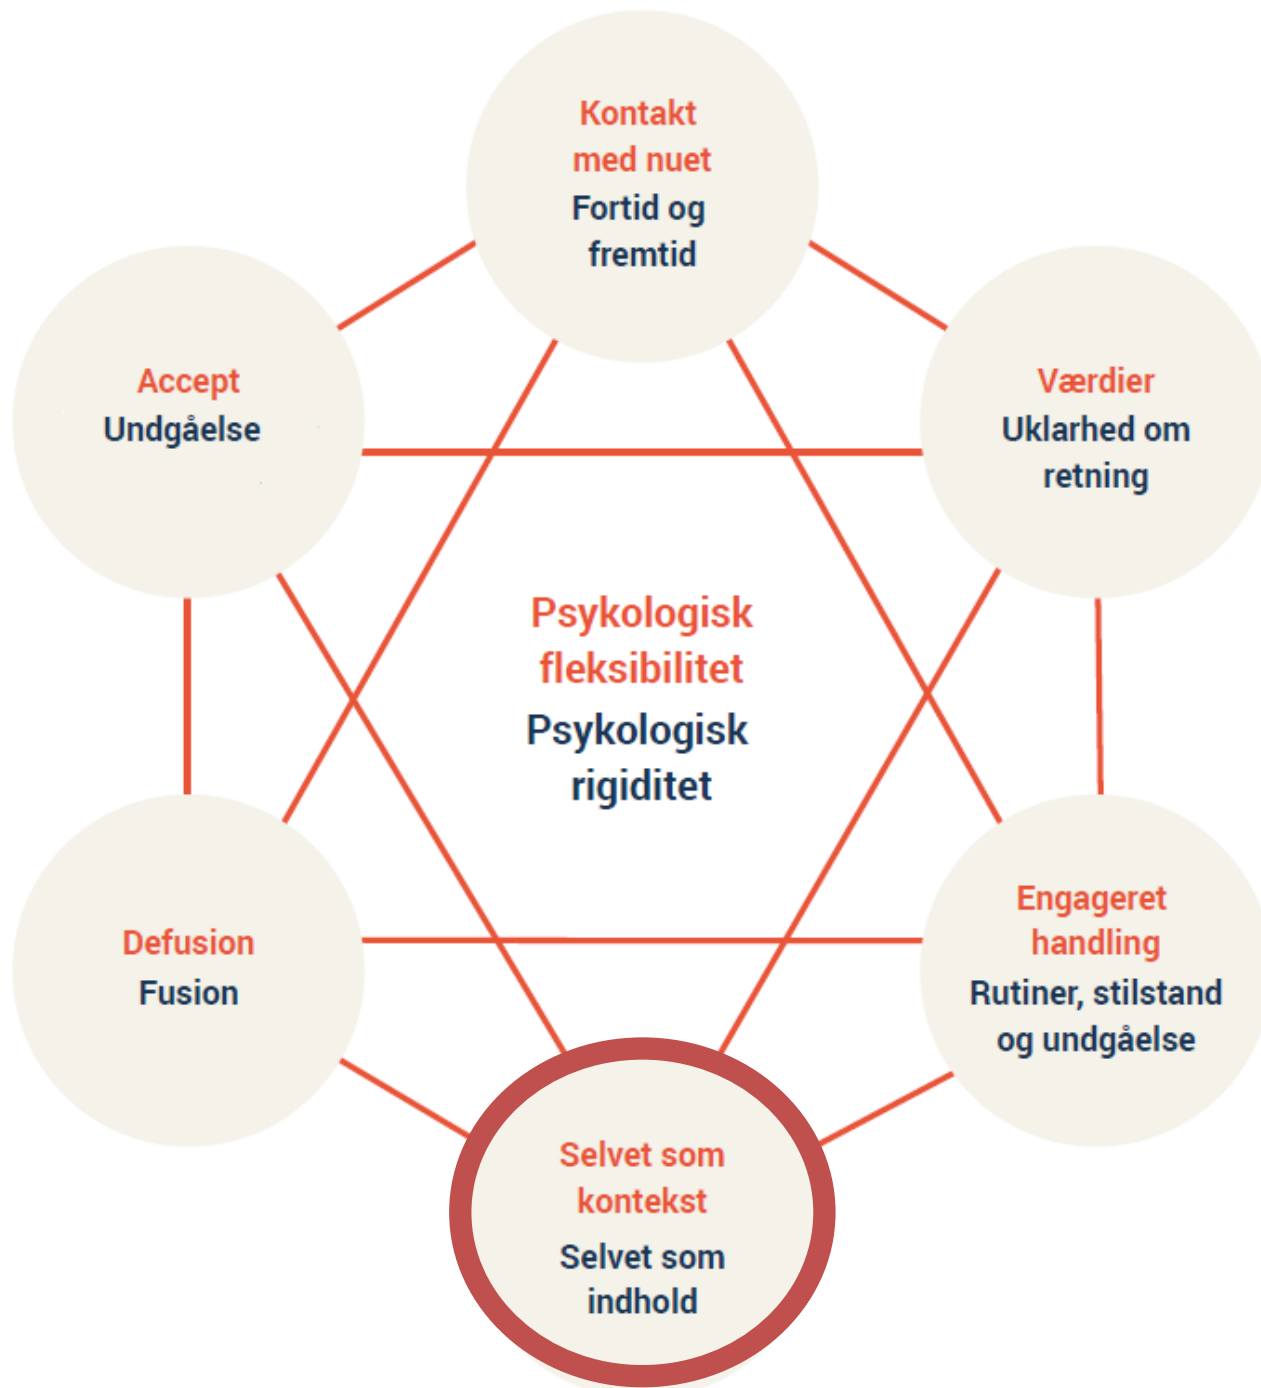 Kontakt
med nuet
Fortid og
fremtid
Accept
Undgåelse
Værdier
Uklarhed om
retning
Psykologisk
fleksibilitet
Psykologisk
rigiditet
Defusion
Fusion
Engageret
handling
Rutiner, stilstand
og undgåelse
Selvet som
kontekst
Selvet som
indhold